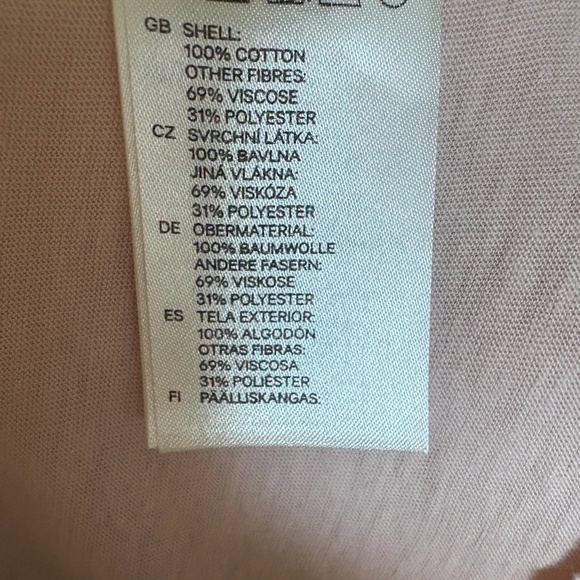 GB SHELL:
100% COTTON
OTHER FIBRES:
69% VISCOSE
31% POLYESTER
CZ SVRCHNÍ LÁTKA:
100% BAVLNA
JINÁ VLÁKNA:
69% VISKÓZA
31% POLYESTER
DE OBERMATERIAL:
100% BAUMWOLLE
ANDERE FASERN:
69% VISKOSE
31% POLYESTER
ES TELA EXTERIOR:
100% ALGODÓN
OTRAS FIBRAS:
69% VISCOSA
31% POLIÉSTER
FI PÄÄLLISKANGAS: